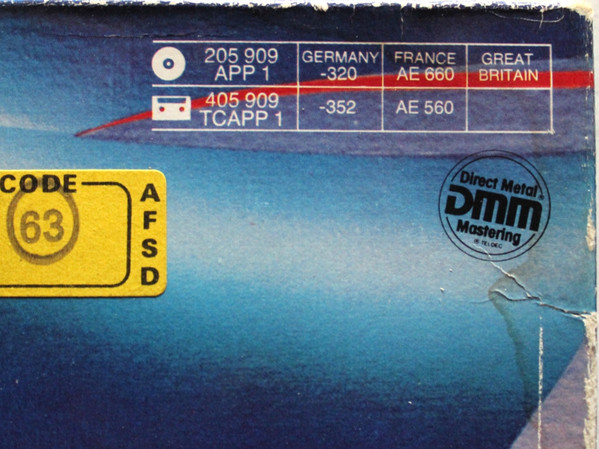 205 909
APP 1
GERMANY
-320
FRANCE
AE 660
GREAT
BRITAIN
405 909
TCAPP 1
-352
AE 560
CODE
63
A
F
S
D
Direct Metal
DMM
Mastering